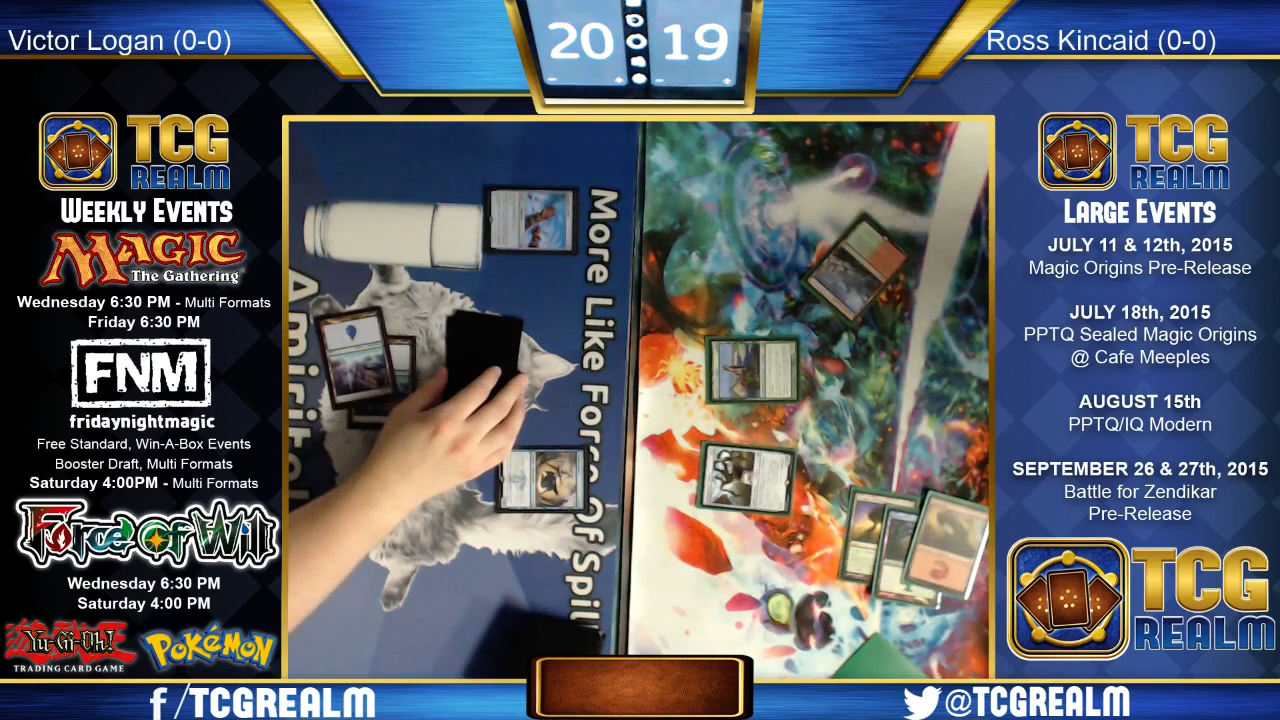 Victor Logan (0-0)
20 19
Ross Kincaid (0-0)
TCG
REALM
WEEKLY EVENTS
MAGIC
The Gathering
Wednesday 6:30 PM - Multi Formats
Friday 6:30 PM
FNM
fridaynightmagic
Free Standard, Win-A-Box Events
Booster Draft, Multi Formats
Saturday 4:00PM - Multi Formats
Force of Will
Wednesday 6:30 PM
Saturday 4:00 PM
Yu-Gi-Oh!
TRADING CARD GAME
POKÉMON
f/TCGREALM
More Like Force Of
TCG
REALM
LARGE EVENTS
JULY 11 & 12th, 2015
Magic Origins Pre-Release
JULY 18th, 2015
PPTQ Sealed Magic Origins
@ Cafe Meeples
AUGUST 15th
PPTQ/IQ Modern
SEPTEMBER 26 & 27th, 2015
Battle for Zendikar
Pre-Release
TCG
REALM
@TCGREALM